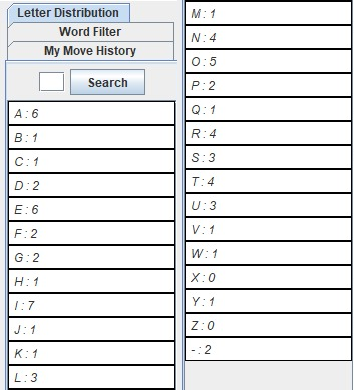 Letter Distribution
Word Filter
My Move History
Search
A : 6
B : 1
C : 1
D : 2
E : 6
F : 2
G : 2
H : 1
I : 7
J : 1
K : 1
L : 3
M : 1
N : 4
O : 5
P : 2
Q : 1
R : 4
S : 3
T : 4
U : 3
V : 1
W : 1
X : 0
Y : 1
Z : 0
- : 2